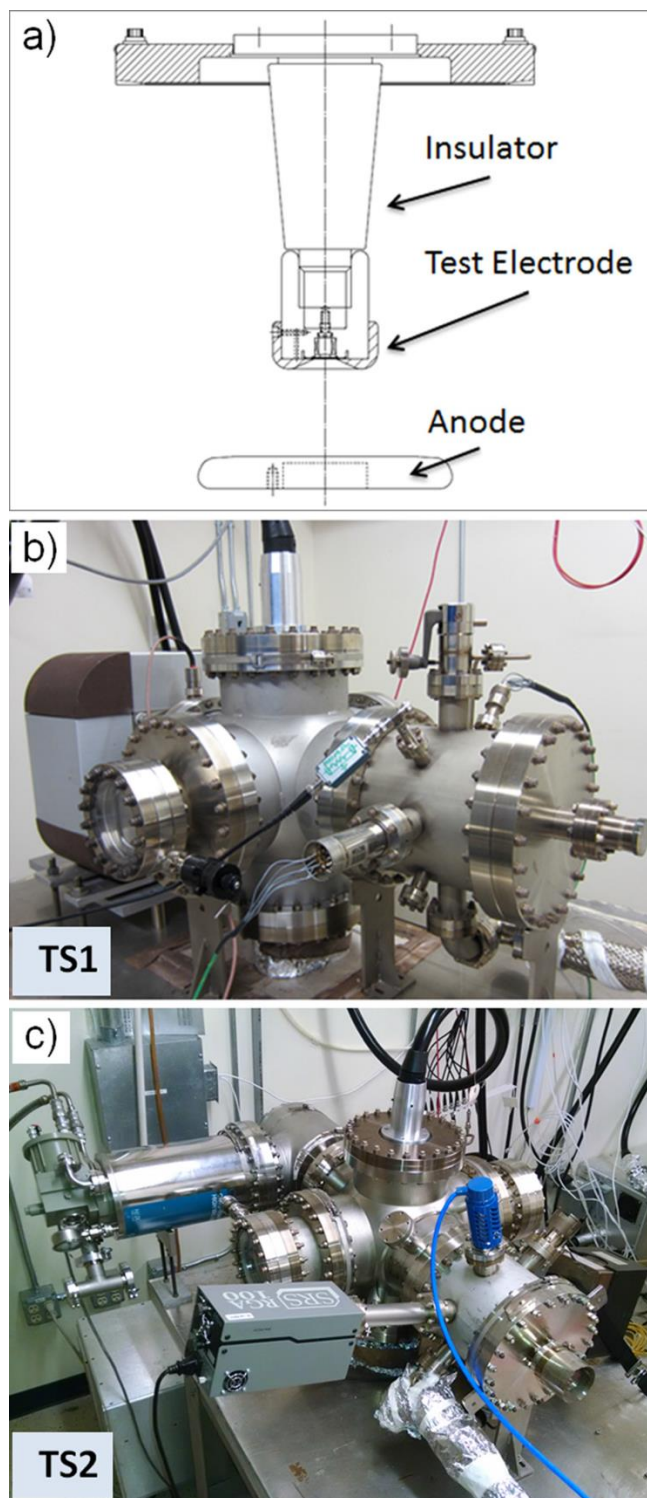 a)
Insulator
Test Electrode
Anode
b)
TS1
c)
SRS
RGA
100
TS2